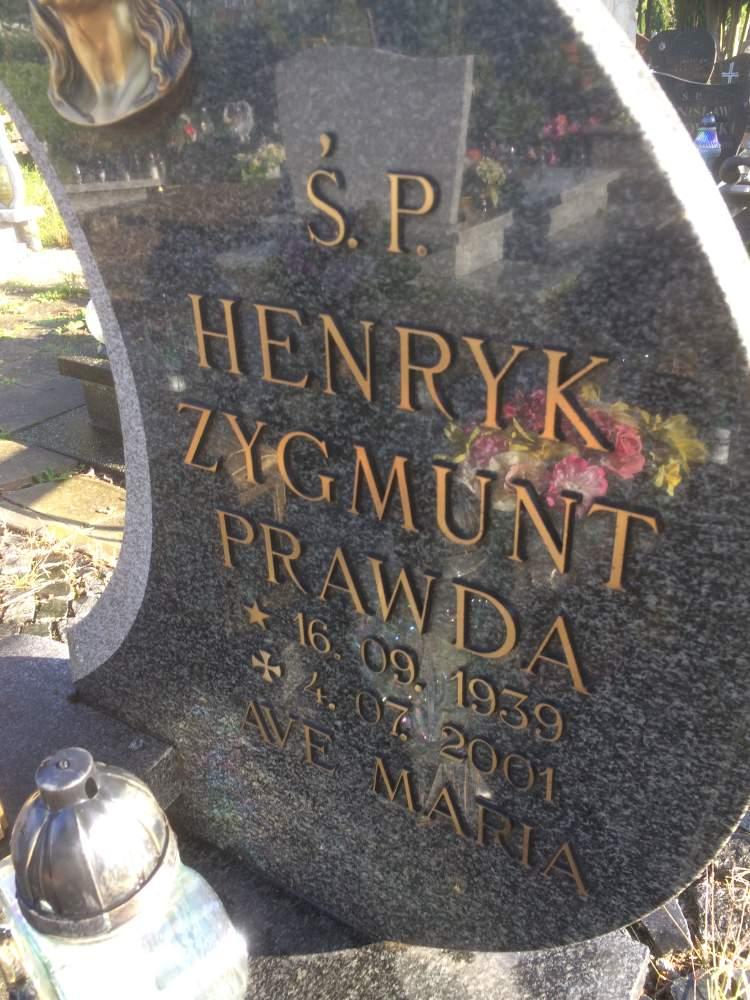 Ś. P.
HENRYK
ZYGMUNT
PRAWDA
16. 09. 1939
4. 07. 2001
AVE MARIA